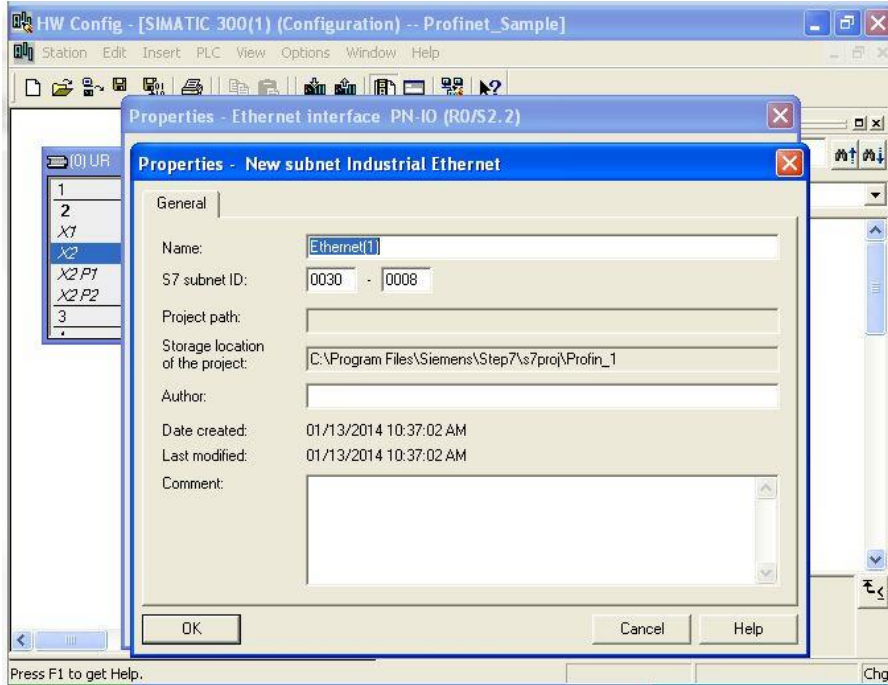 HW Config - [SIMATIC 300(1) (Configuration) -- Profinet_Sample]
Station Edit Insert PLC View Options Window Help
Properties - Ethernet interface PN-IO (R0/S2.2)
(0) UR
Properties - New subnet Industrial Ethernet
1
2
X1
X2
X2 P1
X2 P2
3
General
Name: Ethernet(1)
S7 subnet ID: 0030 - 0008
Project path:
Storage location
of the project: C:\Program Files\Siemens\Step7\s7proj\Profin_1
Author:
Date created: 01/13/2014 10:37:02 AM
Last modified: 01/13/2014 10:37:02 AM
Comment:
OK Cancel Help
Press F1 to get Help. Chg